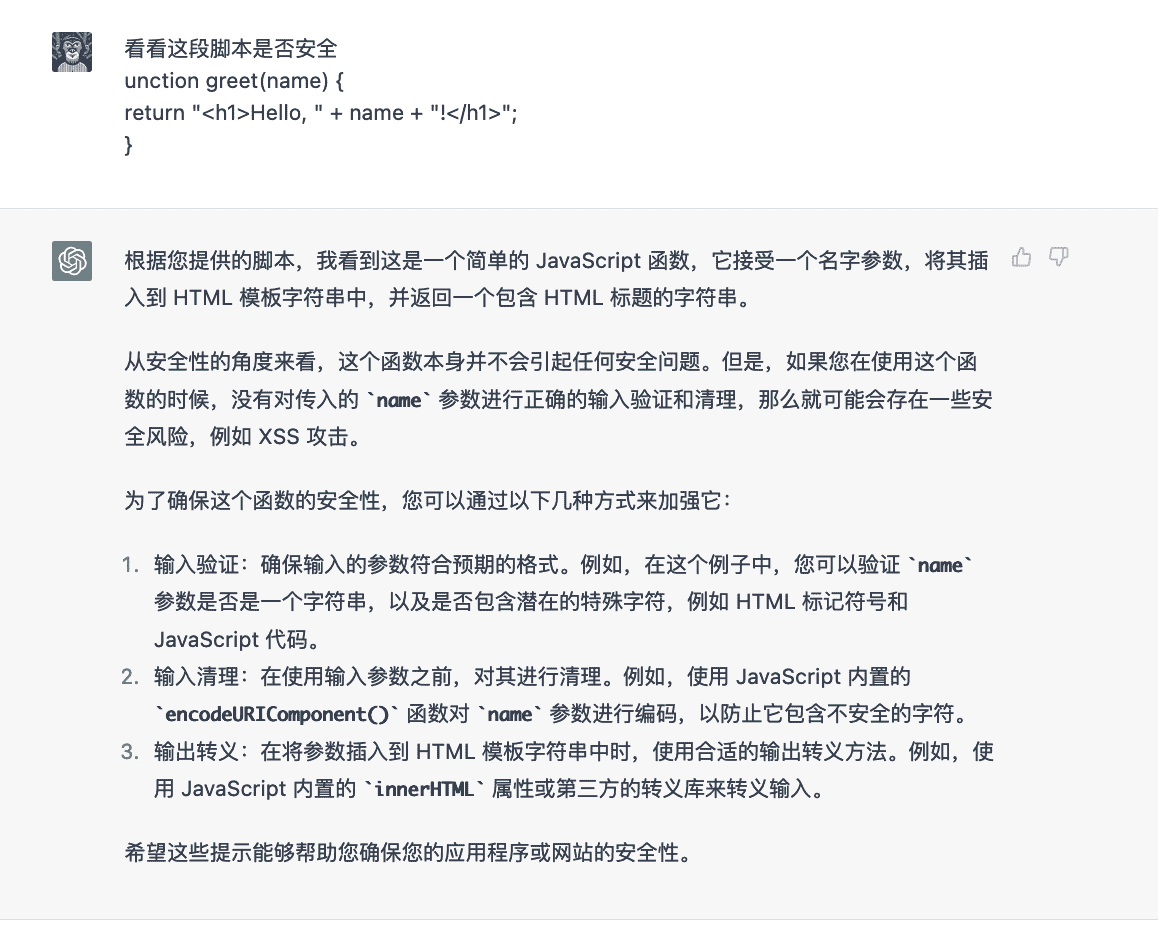 看看这段脚本是否安全
unction greet(name) {
return "<h1>Hello, " + name + "!</h1>";
}
根据您提供的脚本，我看到这是一个简单的 JavaScript 函数，它接受一个名字参数，将其插
入到 HTML 模板字符串中，并返回一个包含 HTML 标题的字符串。
从安全性的角度来看，这个函数本身并不会引起任何安全问题。但是，如果您在使用这个函
数的时候，没有对传入的 `name` 参数进行正确的输入验证和清理，那么就可能会存在一些安
全风险，例如 XSS 攻击。
为了确保这个函数的安全性，您可以通过以下几种方式来加强它：
1. 输入验证：确保输入的参数符合预期的格式。例如，在这个例子中，您可以验证 `name`
参数是否是一个字符串，以及是否包含潜在的特殊字符，例如 HTML 标记符号和
JavaScript 代码。
2. 输入清理：在使用输入参数之前，对其进行清理。例如，使用 JavaScript 内置的
`encodeURIComponent()` 函数对 `name` 参数进行编码，以防止它包含不安全的字符。
3. 输出转义：在将参数插入到 HTML 模板字符串中时，使用合适的输出转义方法。例如，使
用 JavaScript 内置的 `innerHTML` 属性或第三方的转义库来转义输入。
希望这些提示能够帮助您确保您的应用程序或网站的安全性。